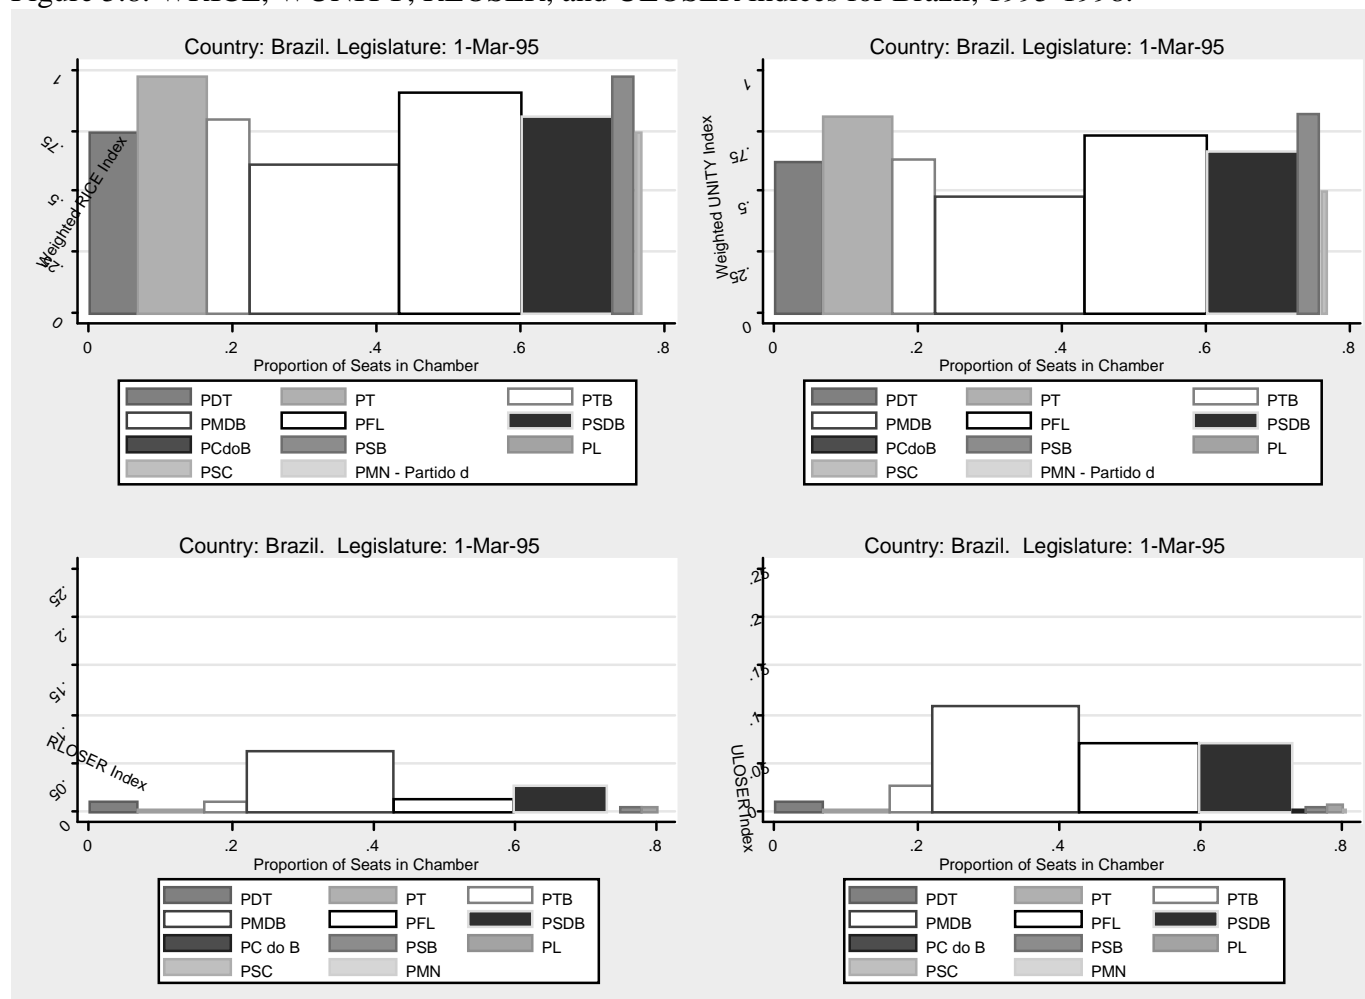 Figure 3.8: WRICE, WUNITY, RLOSER, and ULOSER indices for Brazil, 1995-1998.
Country: Brazil. Legislature: 1-Mar-95
1
.75
.5
.25
0
Weighted RICE Index
0 .2 .4 .6 .8
Proportion of Seats in Chamber
PDT PT PTB
PMDB PFL PSDB
PCdoB PSB PL
PSC PMN - Partido d
Country: Brazil. Legislature: 1-Mar-95
1
.75
.5
.25
0
Weighted UNITY Index
0 .2 .4 .6 .8
Proportion of Seats in Chamber
PDT PT PTB
PMDB PFL PSDB
PCdoB PSB PL
PSC PMN - Partido d
Country: Brazil. Legislature: 1-Mar-95
.25
.2
.15
.1
.05
0
RLOSER Index
0 .2 .4 .6 .8
Proportion of Seats in Chamber
PDT PT PTB
PMDB PFL PSDB
PC do B PSB PL
PSC PMN
Country: Brazil. Legislature: 1-Mar-95
.25
.2
.15
.1
.05
0
ULOSER Index
0 .2 .4 .6 .8
Proportion of Seats in Chamber
PDT PT PTB
PMDB PFL PSDB
PC do B PSB PL
PSC PMN